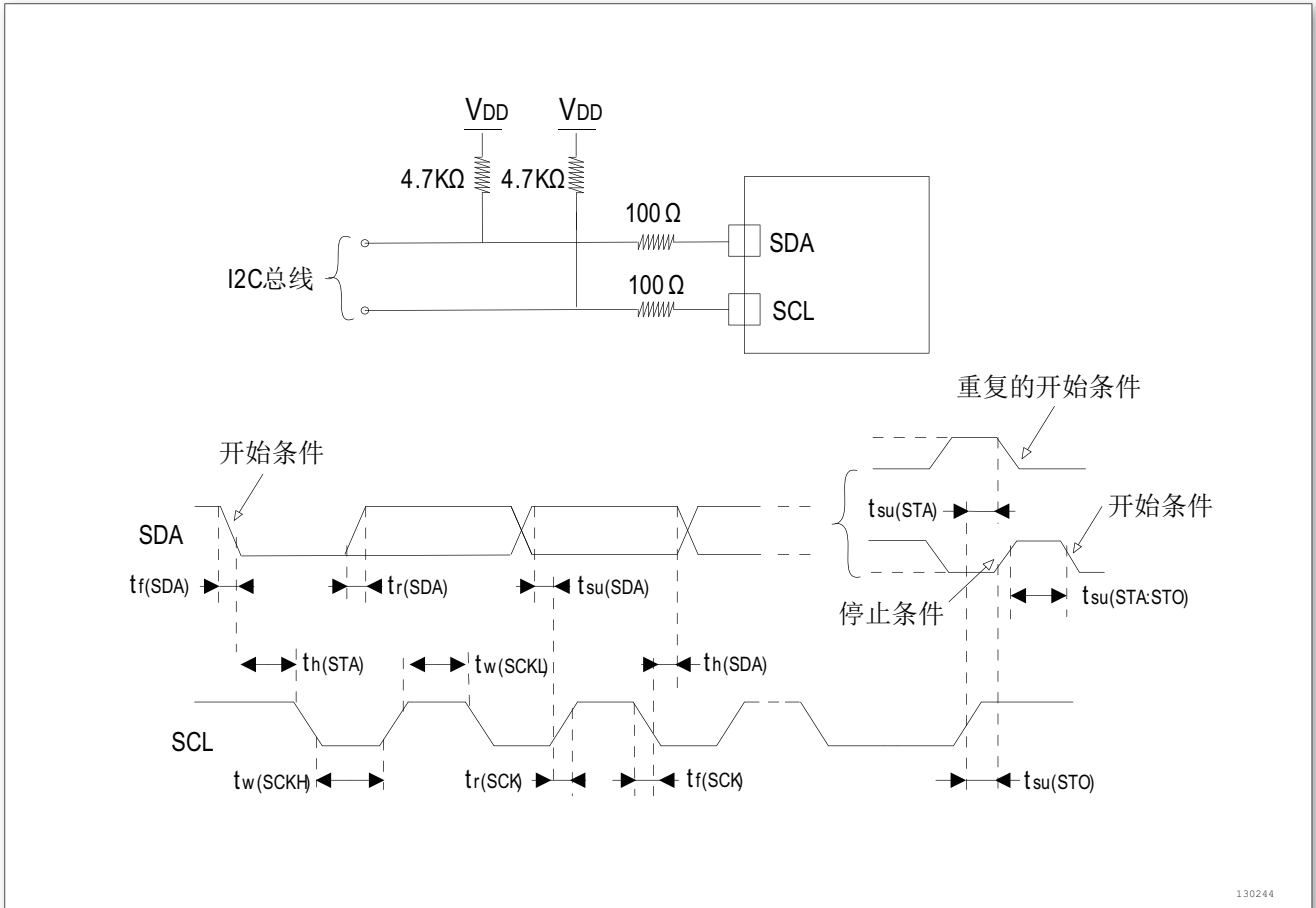 VDD VDD
4.7KΩ 4.7KΩ
100 Ω
SDA
I2C总线
100 Ω
SCL
重复的开始条件
开始条件
tsu(STA)
开始条件
SDA
tf(SDA)
tr(SDA)
tsu(SDA)
停止条件
tsu(STA:STO)
th(STA)
tw(SCKL)
th(SDA)
SCL
tw(SCKH)
tr(SCK)
tf(SCK)
tsu(STO)
130244